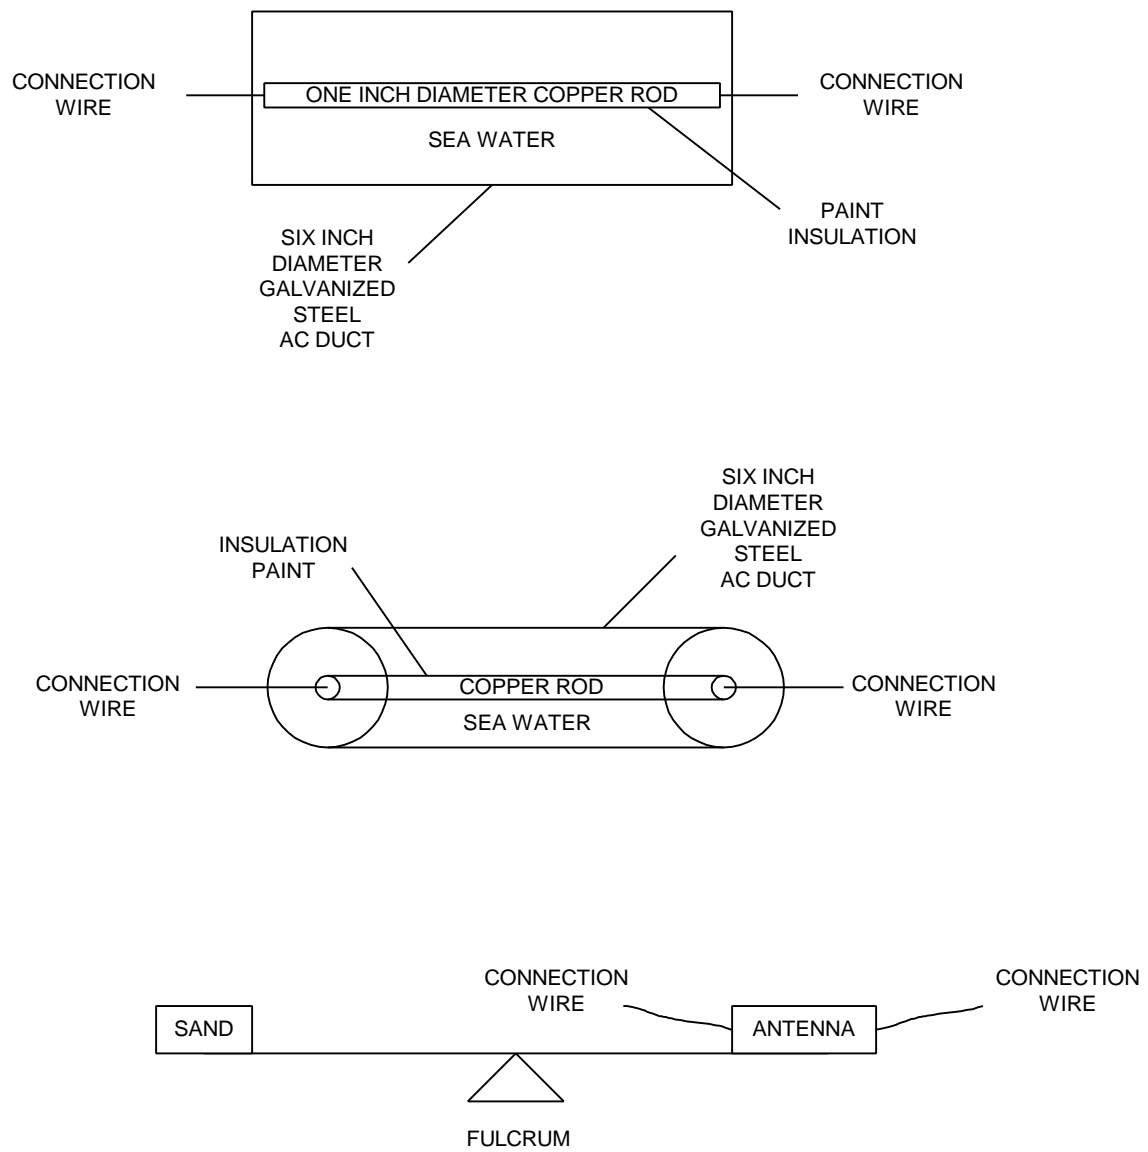 CONNECTION
WIRE
ONE INCH DIAMETER COPPER ROD
CONNECTION
WIRE
SEA WATER
PAINT
INSULATION
SIX INCH
DIAMETER
GALVANIZED
STEEL
AC DUCT
SIX INCH
DIAMETER
GALVANIZED
STEEL
AC DUCT
INSULATION
PAINT
CONNECTION
WIRE
COPPER ROD
CONNECTION
WIRE
SEA WATER
CONNECTION
WIRE
CONNECTION
WIRE
SAND
ANTENNA
FULCRUM